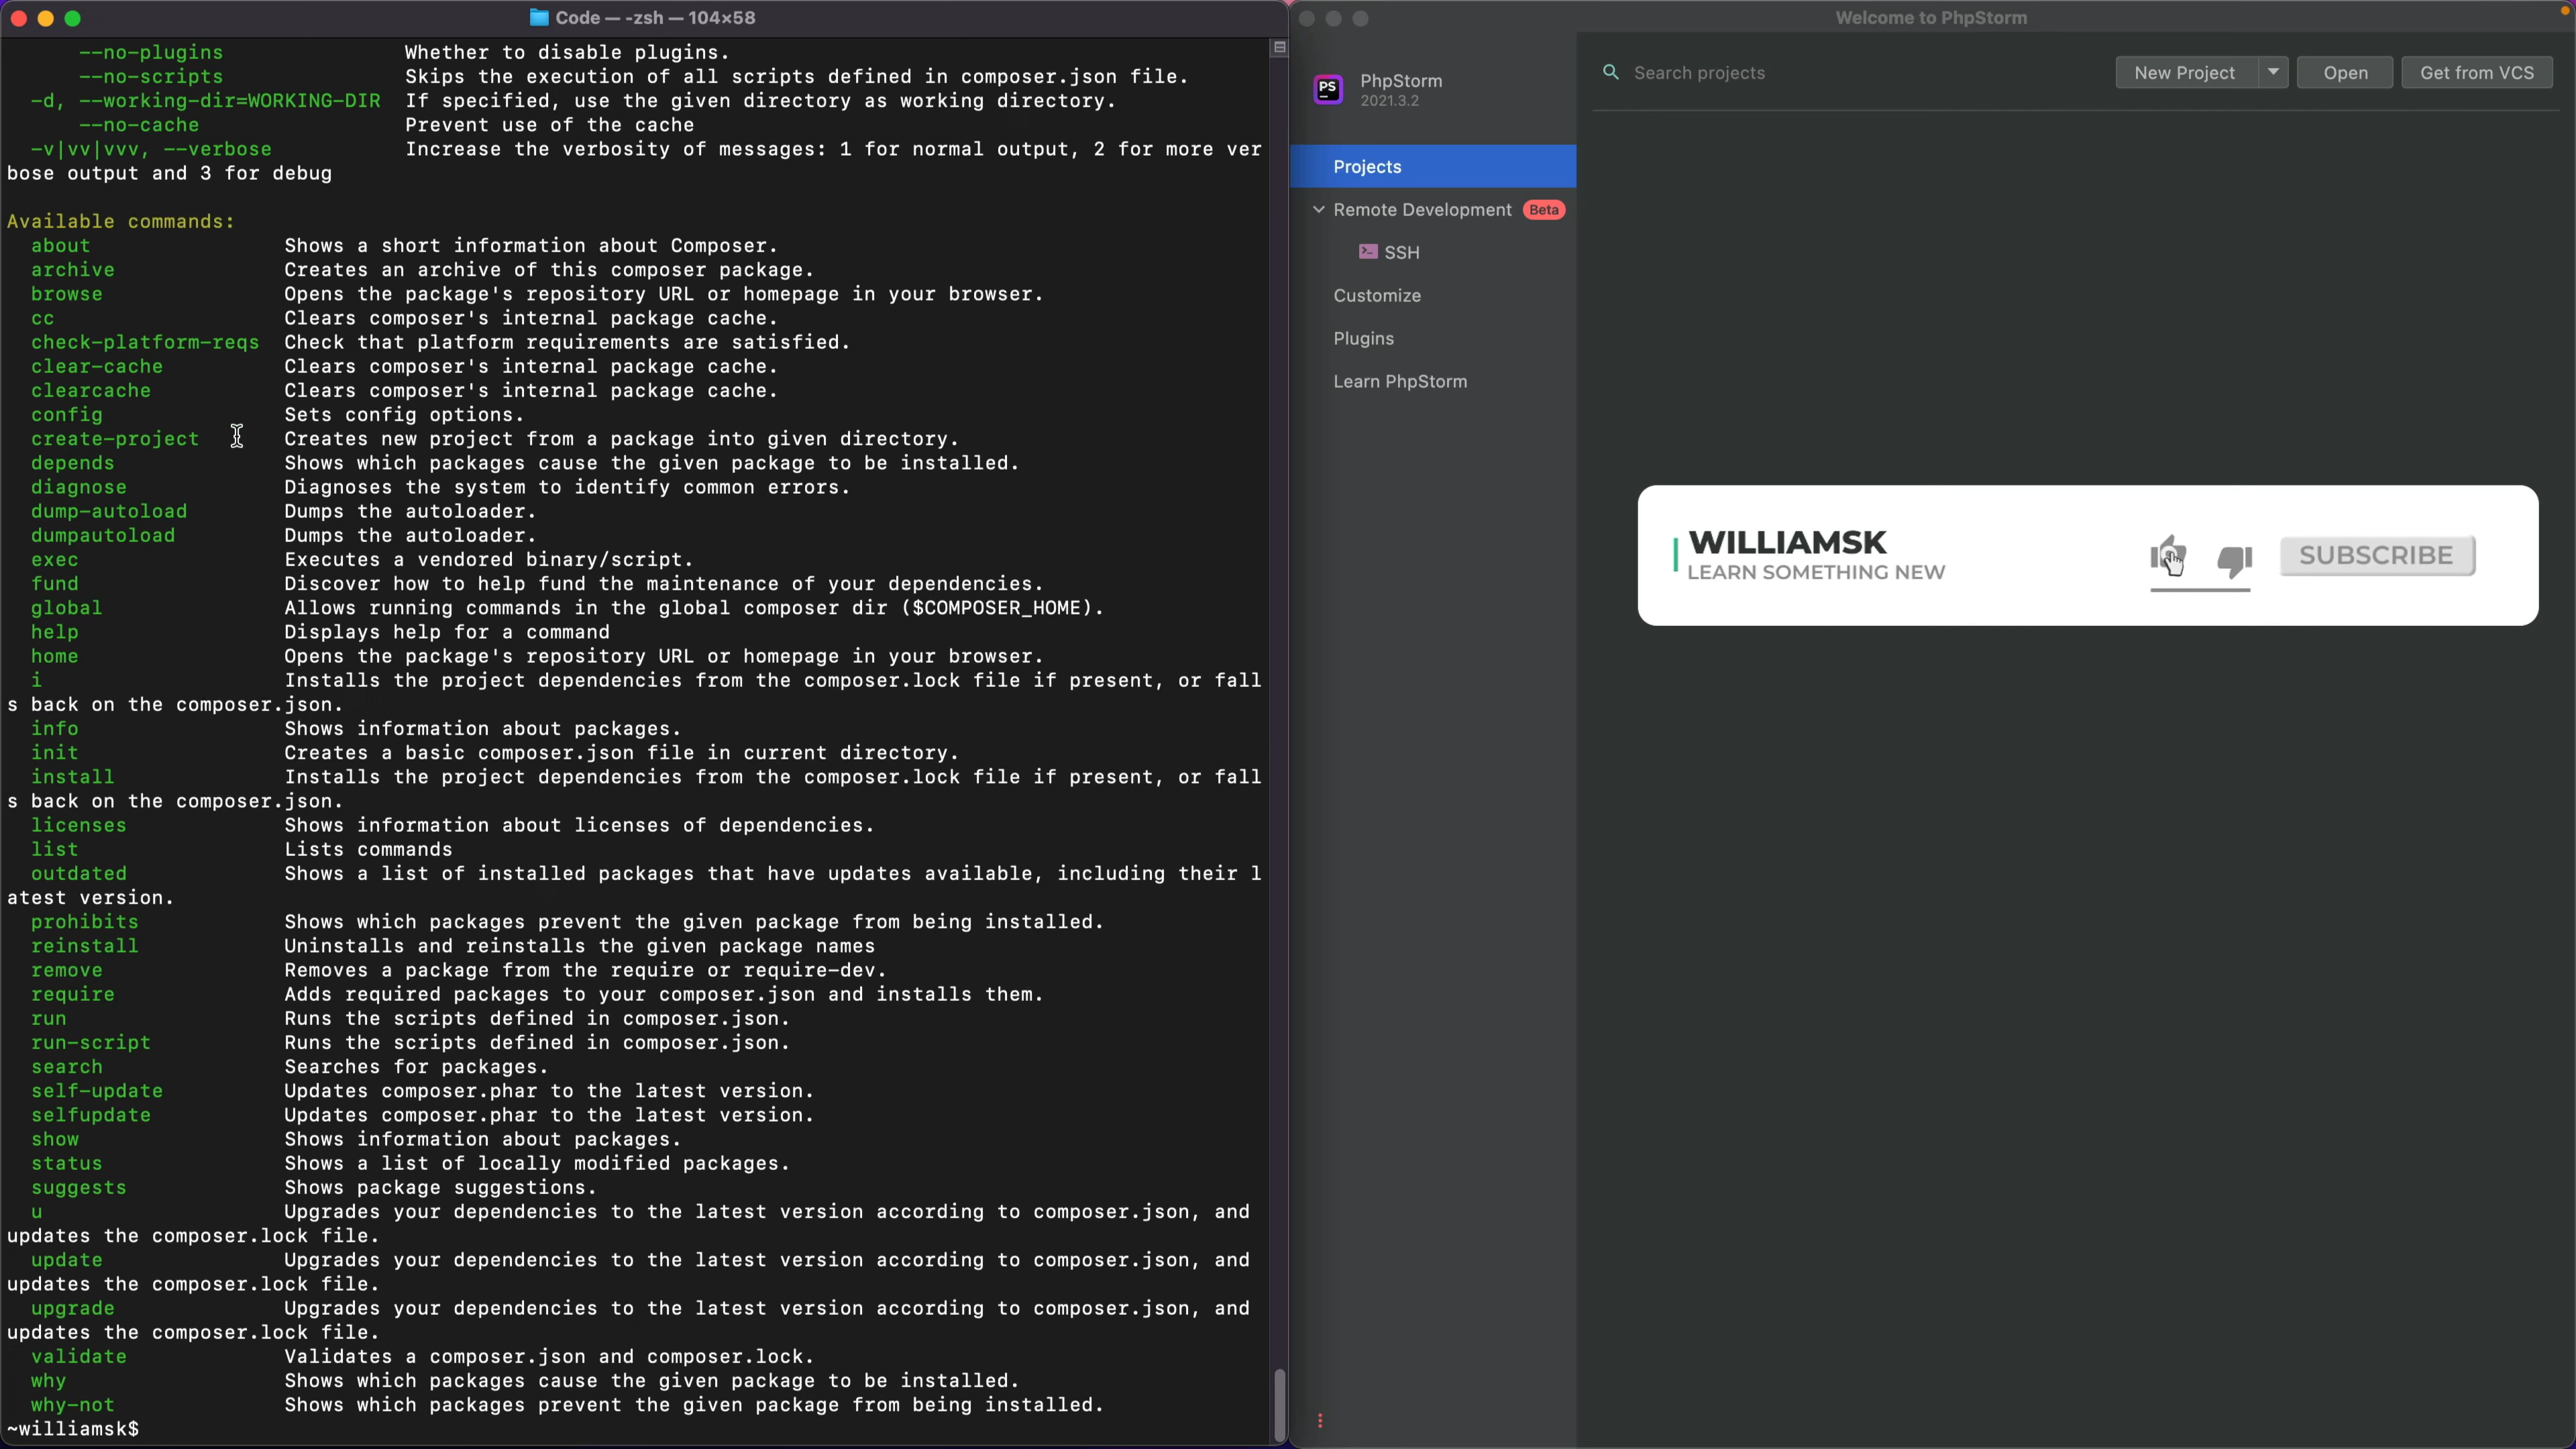 Code — -zsh — 104×58
--no-plugins Whether to disable plugins.
--no-scripts Skips the execution of all scripts defined in composer.json file.
-d, --working-dir=WORKING-DIR If specified, use the given directory as working directory.
--no-cache Prevent use of the cache
-v|vv|vvv, --verbose Increase the verbosity of messages: 1 for normal output, 2 for more ver
bose output and 3 for debug
Available commands:
about Shows a short information about Composer.
archive Creates an archive of this composer package.
browse Opens the package's repository URL or homepage in your browser.
cc Clears composer's internal package cache.
check-platform-reqs Check that platform requirements are satisfied.
clear-cache Clears composer's internal package cache.
clearcache Clears composer's internal package cache.
config Sets config options.
create-project Creates new project from a package into given directory.
depends Shows which packages cause the given package to be installed.
diagnose Diagnoses the system to identify common errors.
dump-autoload Dumps the autoloader.
dumpautoload Dumps the autoloader.
exec Executes a vendored binary/script.
fund Discover how to help fund the maintenance of your dependencies.
global Allows running commands in the global composer dir ($COMPOSER_HOME).
help Displays help for a command
home Opens the package's repository URL or homepage in your browser.
i Installs the project dependencies from the composer.lock file if present, or fall
s back on the composer.json.
info Shows information about packages.
init Creates a basic composer.json file in current directory.
install Installs the project dependencies from the composer.lock file if present, or fall
s back on the composer.json.
licenses Shows information about licenses of dependencies.
list Lists commands
outdated Shows a list of installed packages that have updates available, including their l
atest version.
prohibits Shows which packages prevent the given package from being installed.
reinstall Uninstalls and reinstalls the given package names
remove Removes a package from the require or require-dev.
require Adds required packages to your composer.json and installs them.
run Runs the scripts defined in composer.json.
run-script Runs the scripts defined in composer.json.
search Searches for packages.
self-update Updates composer.phar to the latest version.
selfupdate Updates composer.phar to the latest version.
show Shows information about packages.
status Shows a list of locally modified packages.
suggests Shows package suggestions.
u Upgrades your dependencies to the latest version according to composer.json, and
updates the composer.lock file.
update Upgrades your dependencies to the latest version according to composer.json, and
updates the composer.lock file.
upgrade Upgrades your dependencies to the latest version according to composer.json, and
updates the composer.lock file.
validate Validates a composer.json and composer.lock.
why Shows which packages cause the given package to be installed.
why-not Shows which packages prevent the given package from being installed.
~williamsk$
Welcome to PhpStorm
PS
PhpStorm
2021.3.2
Search projects
New Project
Open
Get from VCS
Projects
Remote Development Beta
SSH
Customize
Plugins
Learn PhpStorm
WILLIAMSK
LEARN SOMETHING NEW
SUBSCRIBE